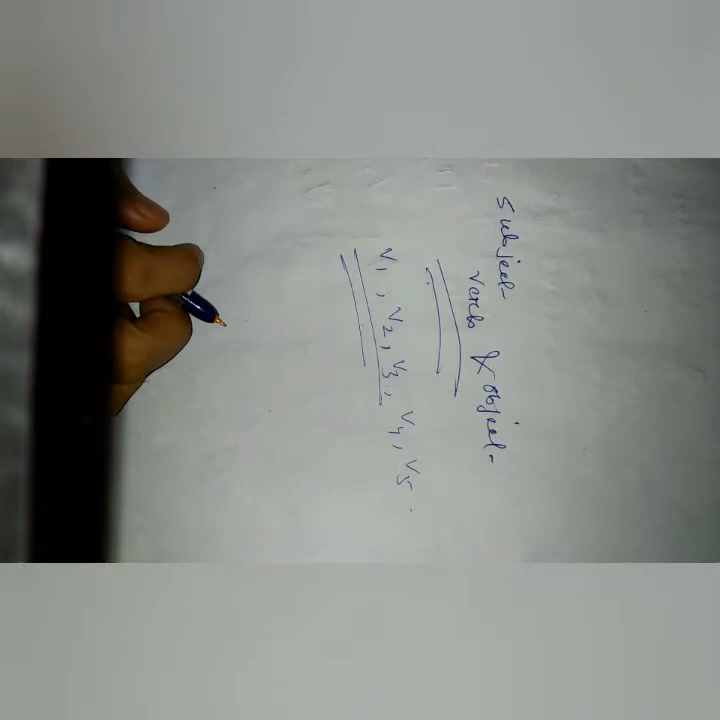 Subject-
verb & object-
V1, V2, V3, V4, V5